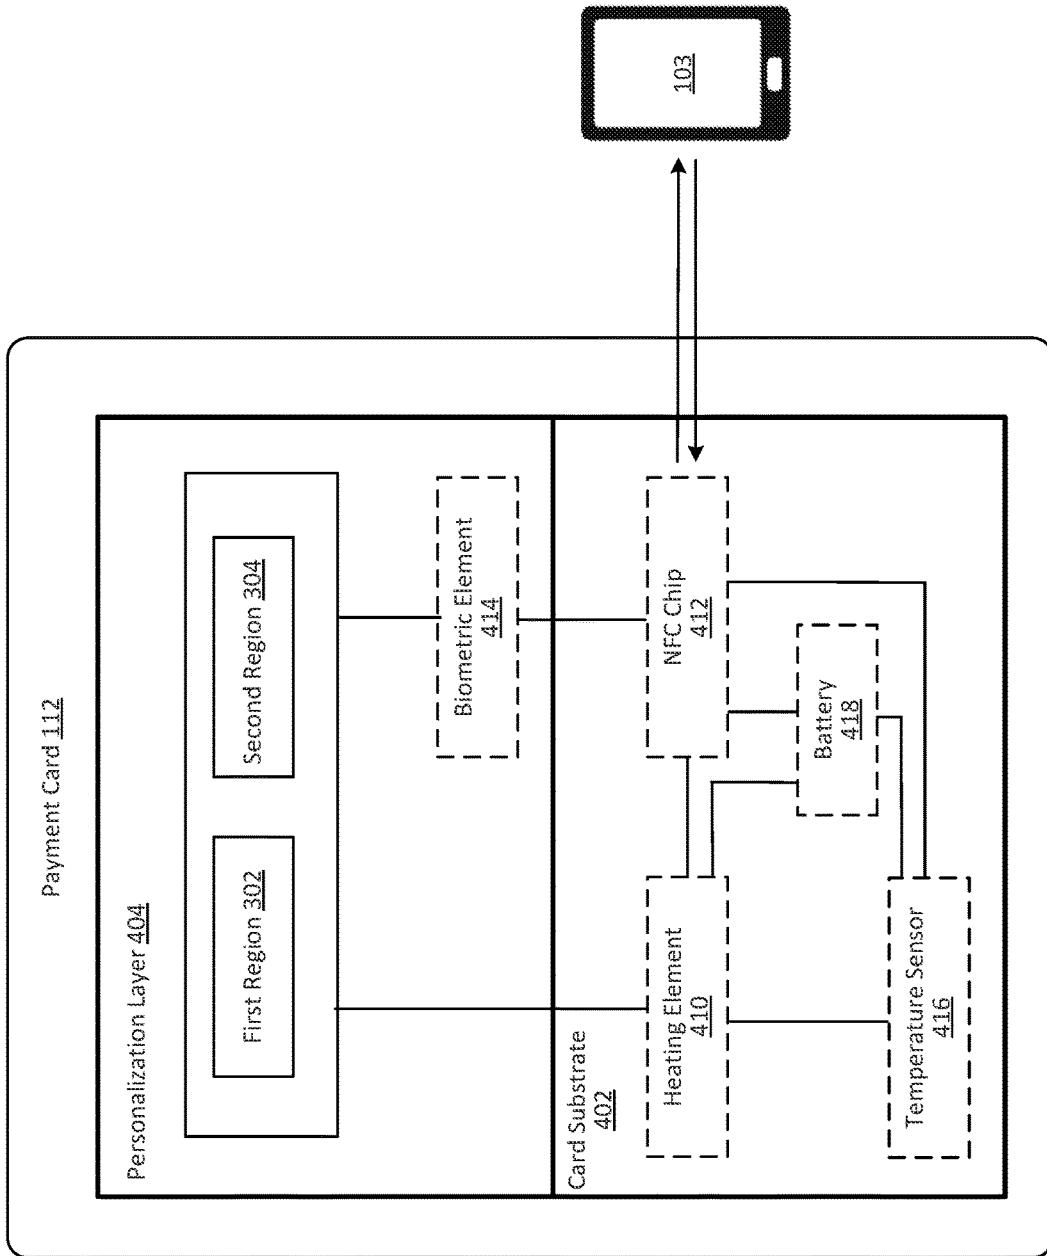 Payment Card 112
Personalization Layer 404
First Region 302
Second Region 304
Biometric Element
414
Card Substrate
402
Heating Element
410
NFC Chip
412
Battery
418
Temperature Sensor
416
103